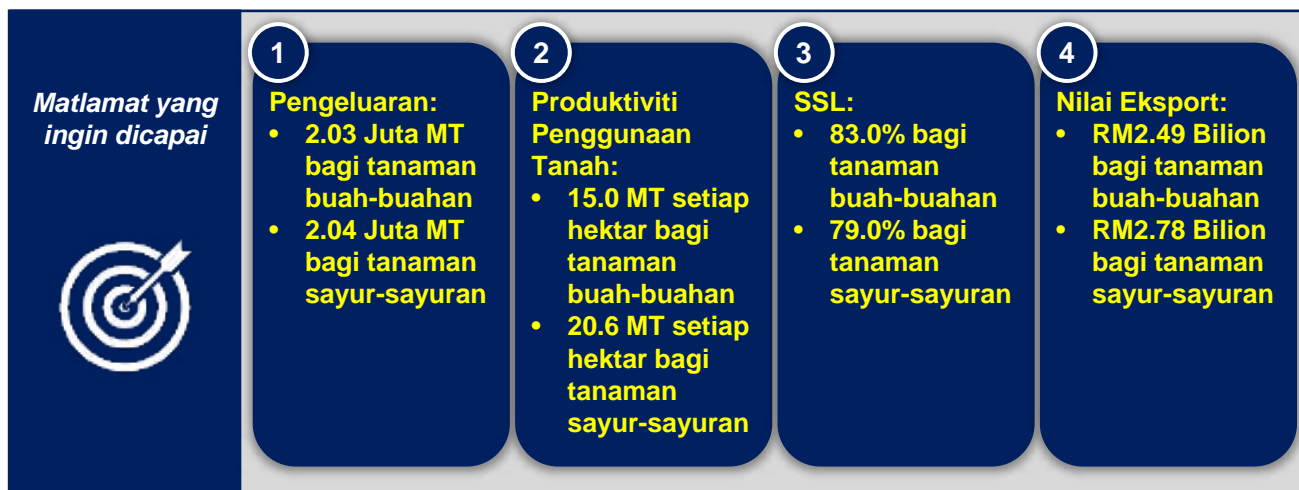 Matlamat yang
ingin dicapai
1
Pengeluaran:
• 2.03 Juta MT
bagi tanaman
buah-buahan
• 2.04 Juta MT
bagi tanaman
sayur-sayuran
2
Produktiviti
Penggunaan
Tanah:
• 15.0 MT setiap
hektar bagi
tanaman
buah-buahan
• 20.6 MT setiap
hektar bagi
tanaman
sayur-sayuran
3
SSL:
• 83.0% bagi
tanaman
buah-buahan
• 79.0% bagi
tanaman
sayur-sayuran
4
Nilai Eksport:
• RM2.49 Bilion
bagi tanaman
buah-buahan
• RM2.78 Bilion
bagi tanaman
sayur-sayuran